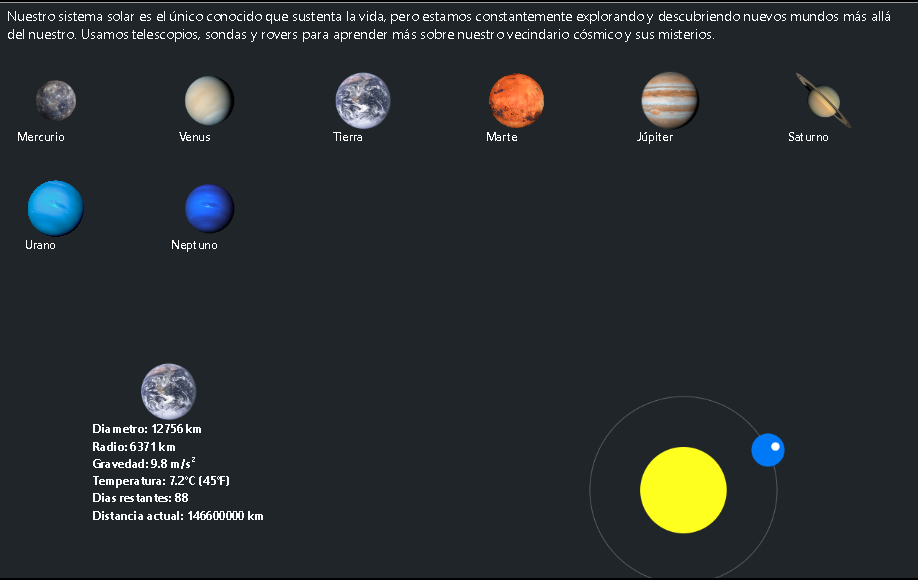 Nuestro sistema solar es el único conocido que sustenta la vida, pero estamos constantemente explorando y descubriendo nuevos mundos más allá
del nuestro. Usamos telescopios, sondas y rovers para aprender más sobre nuestro vecindario cósmico y sus misterios.
Mercurio Venus Tierra Marte Júpiter Saturno
Urano Neptuno
Diametro: 12756 km
Radio: 6371 km
Gravedad: 9.8 m/s²
Temperatura: 7.2°C (45°F)
Dias restantes: 88
Distancia actual: 146600000 km